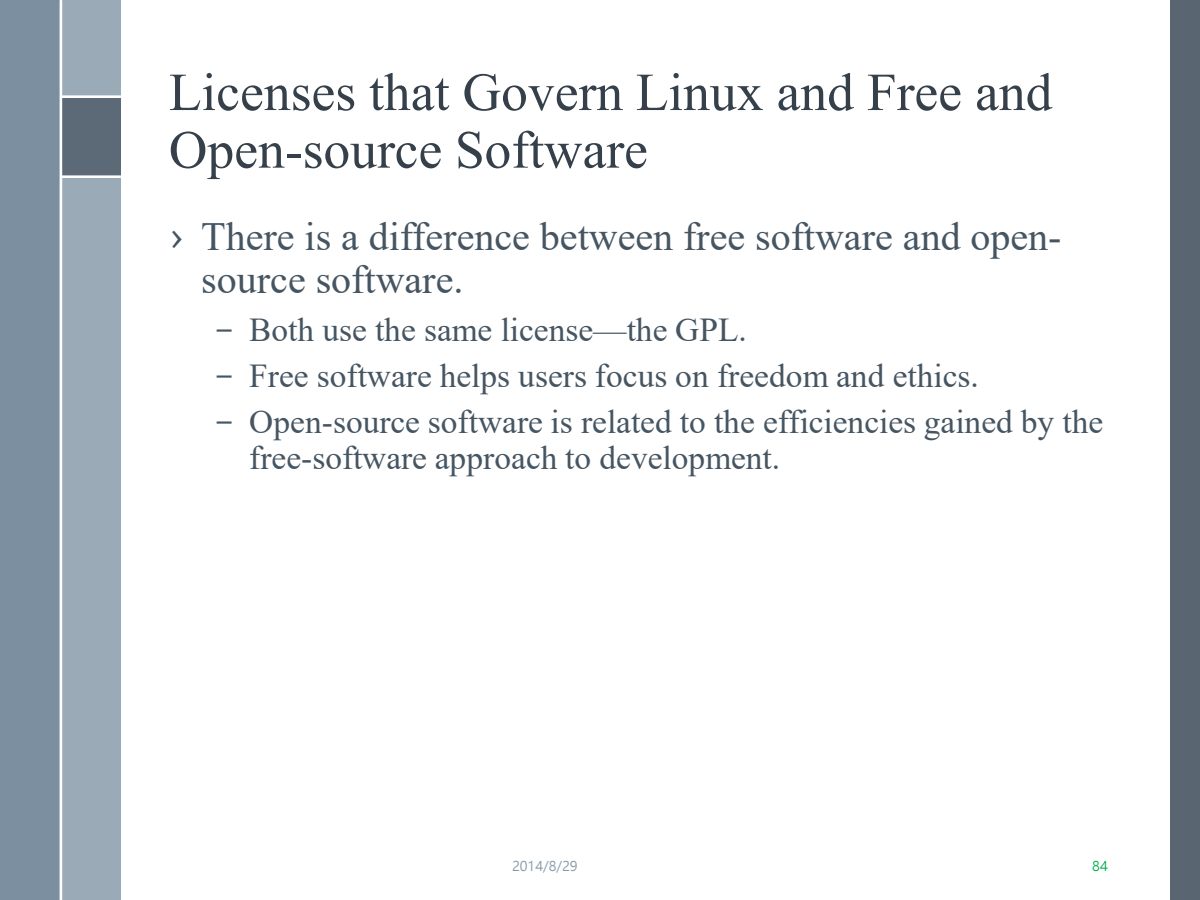 Licenses that Govern Linux and Free and
Open-source Software
› There is a difference between free software and open-
source software.
– Both use the same license—the GPL.
– Free software helps users focus on freedom and ethics.
– Open-source software is related to the efficiencies gained by the
free-software approach to development.
2014/8/29
84